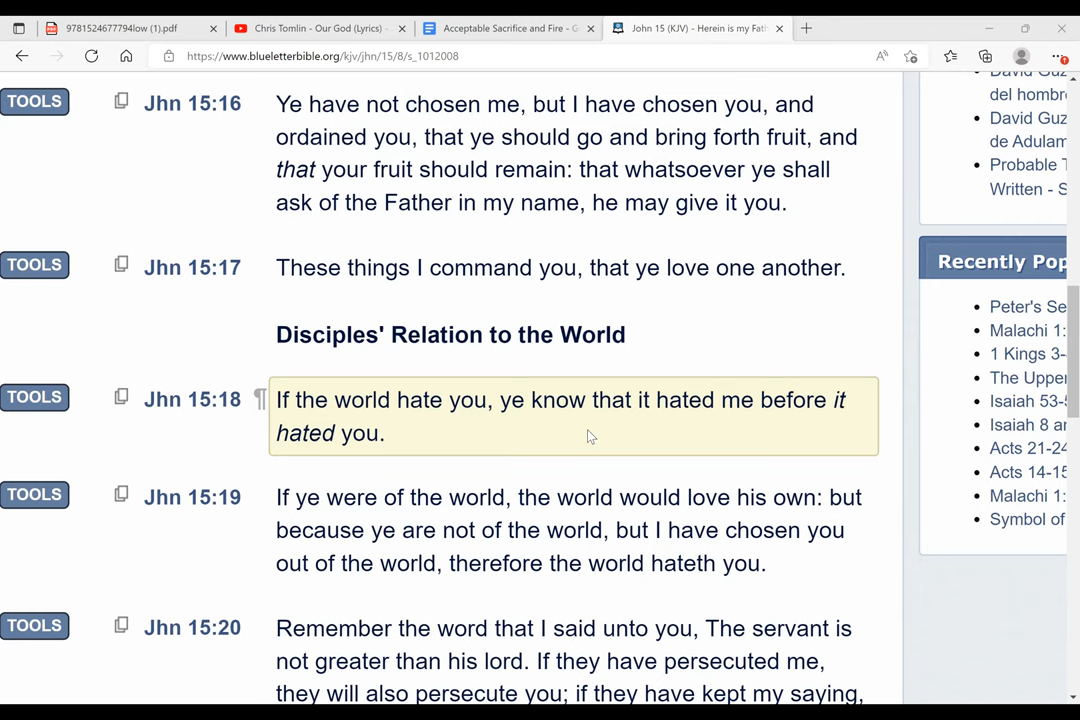 9781524677794low (1).pdf
Chris Tomlin - Our God (Lyrics) -
Acceptable Sacrifice and Fire - G
John 15 (KJV) - Herein is my Fath
https://www.blueletterbible.org/kjv/jhn/15/8/s_1012008
TOOLS
Jhn 15:16
Ye have not chosen me, but I have chosen you, and
ordained you, that ye should go and bring forth fruit, and
that your fruit should remain: that whatsoever ye shall
ask of the Father in my name, he may give it you.
TOOLS
Jhn 15:17
These things I command you, that ye love one another.
Disciples' Relation to the World
TOOLS
Jhn 15:18
¶
If the world hate you, ye know that it hated me before it
hated you.
TOOLS
Jhn 15:19
If ye were of the world, the world would love his own: but
because ye are not of the world, but I have chosen you
out of the world, therefore the world hateth you.
TOOLS
Jhn 15:20
Remember the word that I said unto you, The servant is
not greater than his lord. If they have persecuted me,
they will also persecute you; if they have kept my saying,
David Guz
del hombre
David Guz
de Adulam
Probable T
Written - S
Recently Pop
Peter's Se
Malachi 1:
1 Kings 3-
The Upper
Isaiah 53-5
Isaiah 8 an
Acts 21-24
Acts 14-15
Malachi 1:
Symbol of